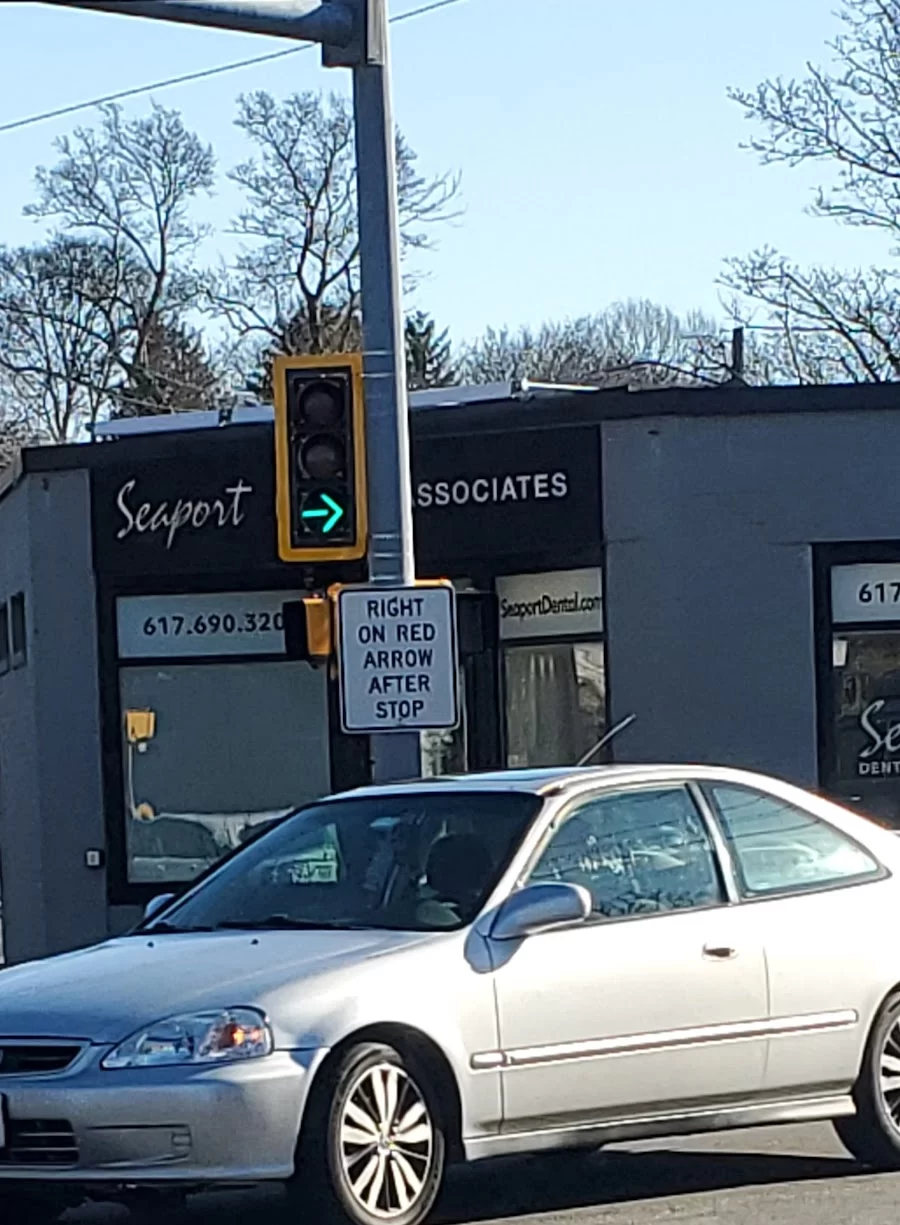 Seaport
ASSOCIATES
617.690.320
SeaportDental.com
617
RIGHT
ON RED
ARROW
AFTER
STOP
Se
DENT